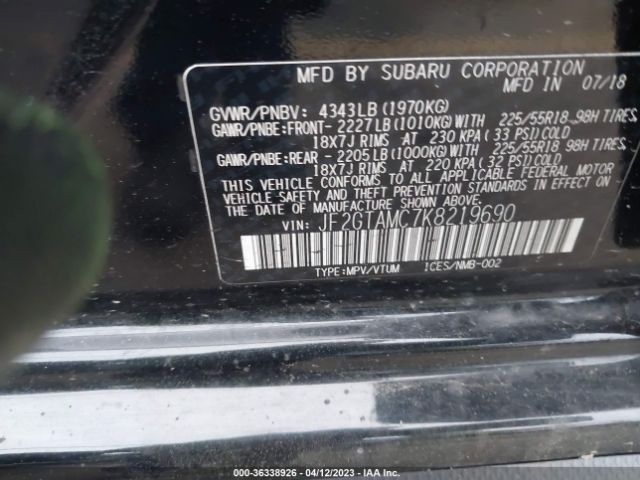 MFD BY SUBARU CORPORATION
MFD IN 07/18
GVWR/PNBV: 4343LB(1970KG)
GAWR/PNBE:FRONT- 2227LB(1010KG)WITH 225/55R18 98H TIRES
18X7J RIMS AT 230 KPA(33 PSI)COLD
GAWR/PNBE:REAR - 2205LB(1000KG)WITH 225/55R18 98H TIRES
18X7J RIMS AT 220 KPA(32 PSI)COLD
THIS VEHICLE CONFORMS TO ALL APPLICABLE FEDERAL MOTOR
VEHICLE SAFETY AND THEFT PREVENTION STANDARDS IN EFFECT
ON THE DATE OF MANUFACTURE SHOWN ABOVE.
VIN: JF2GTAMC7K8219690
TYPE:MPV/VTUM ICES/NMB-002
000-36338926 - 04/12/2023 - IAA Inc.